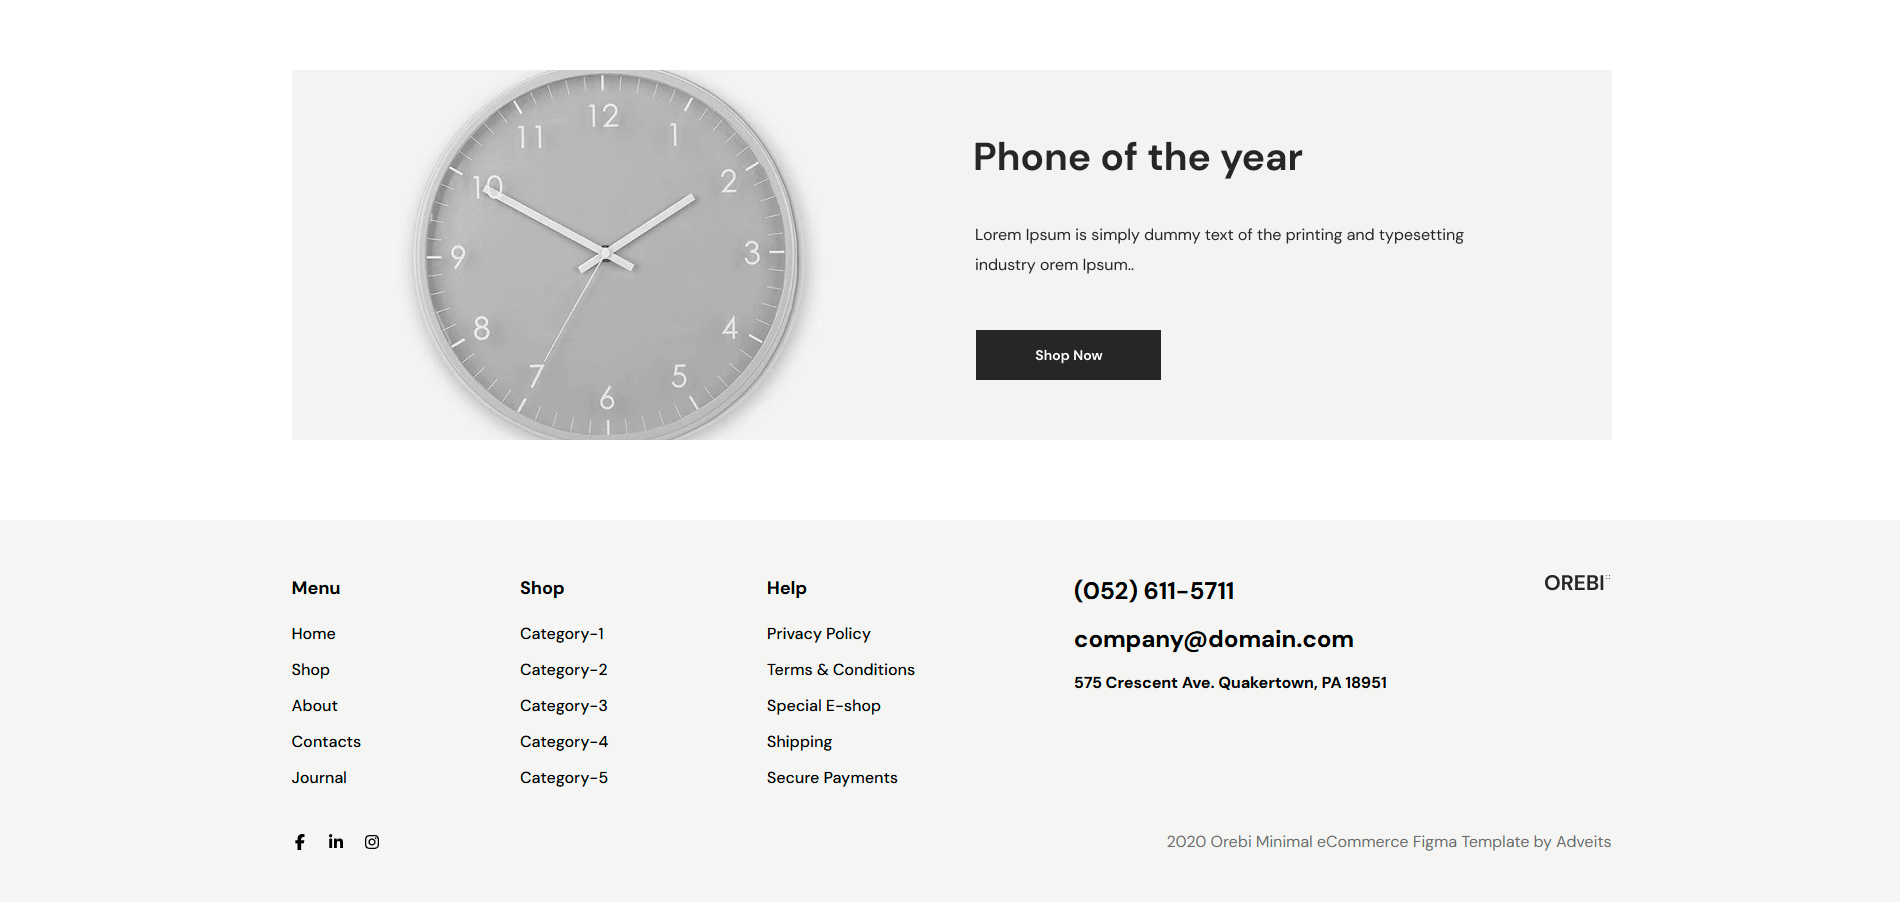 12
11
1
10
2
9
3
8
4
7
5
6
Phone of the year
Lorem Ipsum is simply dummy text of the printing and typesetting
industry orem Ipsum..
Shop Now
Menu
Home
Shop
About
Contacts
Journal
Shop
Category-1
Category-2
Category-3
Category-4
Category-5
Help
Privacy Policy
Terms & Conditions
Special E-shop
Shipping
Secure Payments
(052) 611-5711
company@domain.com
575 Crescent Ave. Quakertown, PA 18951
OREBI
2020 Orebi Minimal eCommerce Figma Template by Adveits